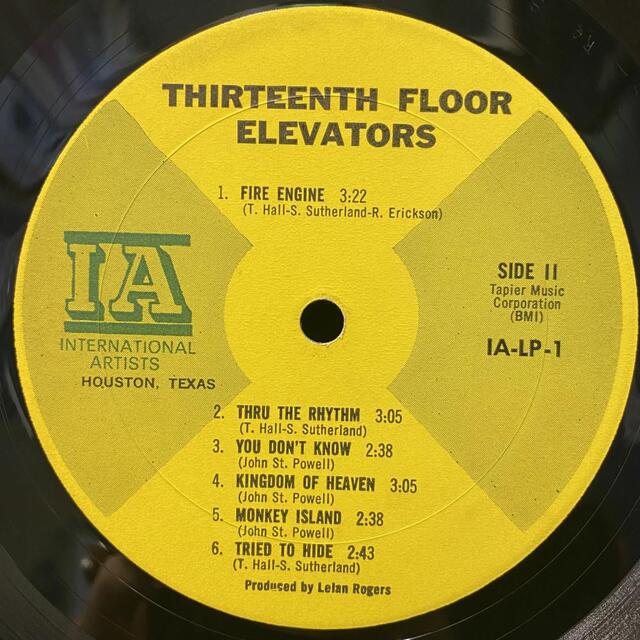 THIRTEENTH FLOOR
ELEVATORS
1. FIRE ENGINE 3:22
(T. Hall-S. Sutherland-R. Erickson)
IA
INTERNATIONAL
ARTISTS
HOUSTON, TEXAS
SIDE II
Tapier Music
Corporation
(BMI)
IA-LP-1
2. THRU THE RHYTHM 3:05
(T. Hall-S. Sutherland)
3. YOU DON'T KNOW 2:38
(John St. Powell)
4. KINGDOM OF HEAVEN 3:05
(John St. Powell)
5. MONKEY ISLAND 2:38
(John St. Powell)
6. TRIED TO HIDE 2:43
(T. Hall-S. Sutherland)
Produced by Lelan Rogers